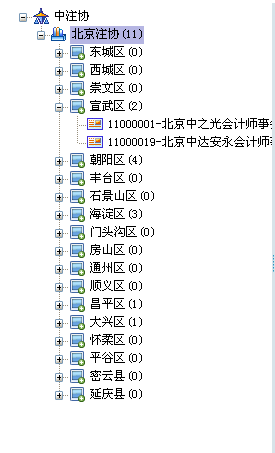 中注协
北京注协(11)
东城区(0)
西城区(0)
崇文区(0)
宣武区(2)
11000001-北京中之光会计师事
11000019-北京中达安永会计师
朝阳区(4)
丰台区(0)
石景山区(0)
海淀区(3)
门头沟区(0)
房山区(0)
通州区(0)
顺义区(0)
昌平区(1)
大兴区(1)
怀柔区(0)
平谷区(0)
密云县(0)
延庆县(0)